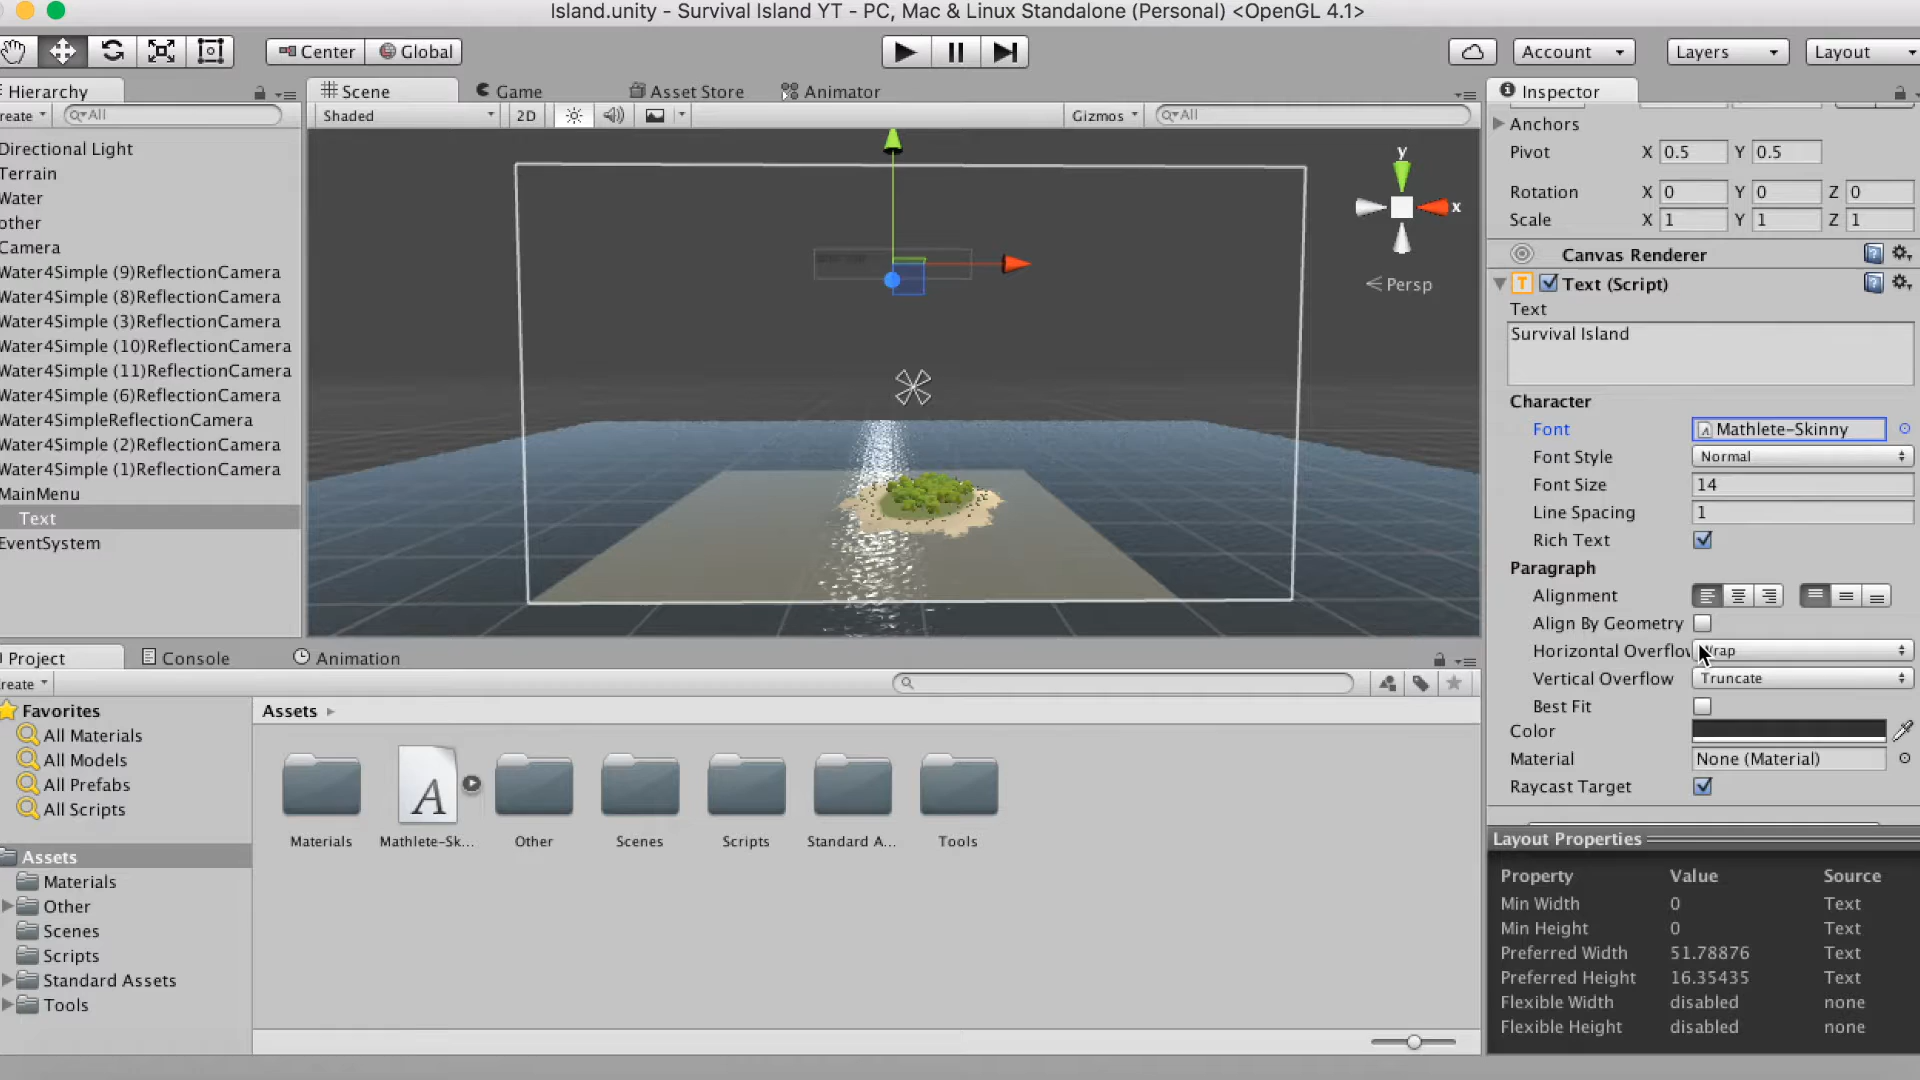 Island.unity - Survival Island YT - PC, Mac & Linux Standalone (Personal) <OpenGL 4.1>
Center
Global
Account
Layers
Layout
Hierarchy
reate
All
Directional Light
Terrain
Water
other
Camera
Water4Simple (9)ReflectionCamera
Water4Simple (8)ReflectionCamera
Water4Simple (3)ReflectionCamera
Water4Simple (10)ReflectionCamera
Water4Simple (11)ReflectionCamera
Water4Simple (6)ReflectionCamera
Water4SimpleReflectionCamera
Water4Simple (2)ReflectionCamera
Water4Simple (1)ReflectionCamera
MainMenu
Text
EventSystem
Scene
Game
Asset Store
Animator
Shaded
2D
Gizmos
All
y
x
Persp
Inspector
Anchors
Pivot X 0.5 Y 0.5
Rotation X 0 Y 0 Z 0
Scale X 1 Y 1 Z 1
Canvas Renderer
Text (Script)
Text
Survival Island
Character
Font Mathlete-Skinny
Font Style Normal
Font Size 14
Line Spacing 1
Rich Text
Paragraph
Alignment
Align By Geometry
Horizontal Overflow Wrap
Vertical Overflow Truncate
Best Fit
Color
Material None (Material)
Raycast Target
Layout Properties
Property Value Source
Min Width 0 Text
Min Height 0 Text
Preferred Width 51.78876 Text
Preferred Height 16.35435 Text
Flexible Width disabled none
Flexible Height disabled none
Project
Console
Animation
reate
Favorites
All Materials
All Models
All Prefabs
All Scripts
Assets
Materials
Other
Scenes
Scripts
Standard Assets
Tools
Assets
A
Materials
Mathlete-Sk...
Other
Scenes
Scripts
Standard A...
Tools